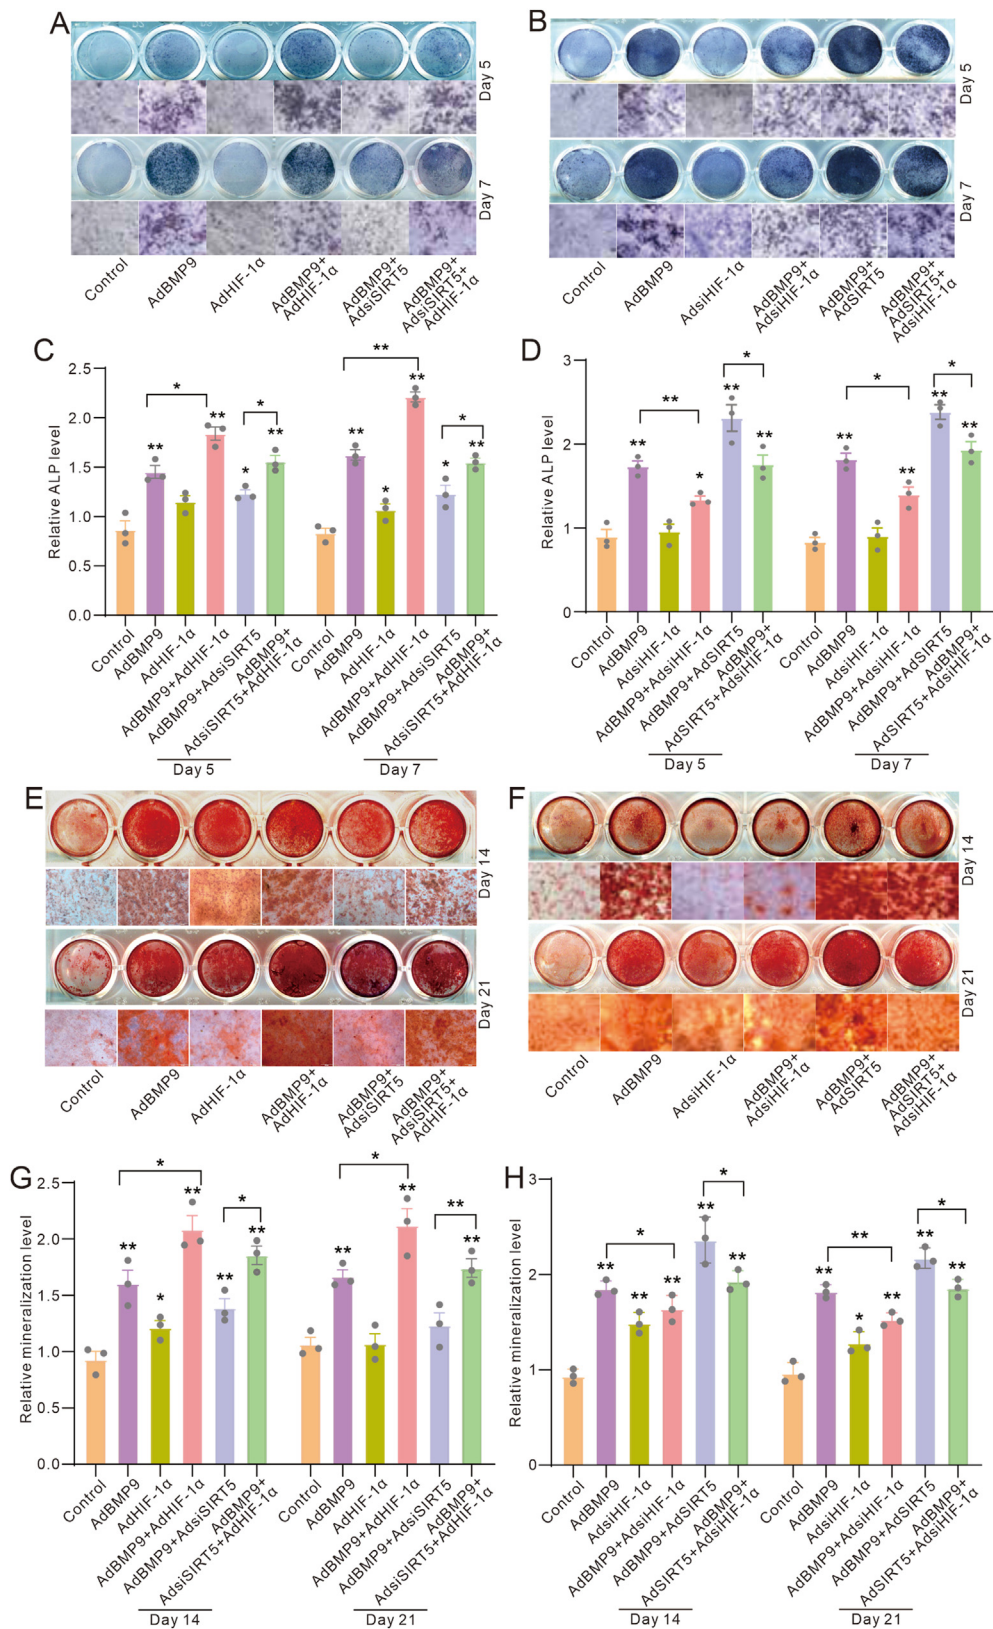 A
Day 5
Day 7
Control
AdBMP9
AdHIF-1α
AdBMP9+
AdHIF-1α
AdBMP9+
AdsiSIRT5
AdBMP9+
AdsiSIRT5+
AdHIF-1α
B
Day 5
Day 7
Control
AdBMP9
AdsiHIF-1α
AdBMP9+
AdsiHIF-1α
AdBMP9+
AdSIRT5
AdBMP9+
AdSIRT5+
AdsiHIF-1α
C
Relative ALP level
2.5
2.0
1.5
1.0
0.5
0.0
** * ** * ** ** * ** ** * * **
*
Control
AdBMP9
AdHIF-1α
AdBMP9+AdHIF-1α
AdBMP9+AdsiSIRT5
AdBMP9+
AdsiSIRT5+AdHIF-1α
Control
AdBMP9
AdHIF-1α
AdBMP9+AdHIF-1α
AdBMP9+AdsiSIRT5
AdBMP9+
AdsiSIRT5+AdHIF-1α
Day 5
Day 7
D
Relative ALP level
3
2
1
0
** ** * ** * ** ** * ** ** * **
Control
AdBMP9
AdsiHIF-1α
AdBMP9+AdsiHIF-1α
AdBMP9+AdSIRT5
AdBMP9+
AdSIRT5+AdsiHIF-1α
Control
AdBMP9
AdsiHIF-1α
AdBMP9+AdsiHIF-1α
AdBMP9+AdSIRT5
AdBMP9+
AdSIRT5+AdsiHIF-1α
Day 5
Day 7
E
Day 14
Day 21
Control
AdBMP9
AdHIF-1α
AdBMP9+
AdHIF-1α
AdBMP9+
AdsiSIRT5
AdBMP9+
AdsiSIRT5+
AdHIF-1α
F
Day 14
Day 21
Control
AdBMP9
AdsiHIF-1α
AdBMP9+
AdsiHIF-1α
AdBMP9+
AdSIRT5
AdBMP9+
AdSIRT5+
AdsiHIF-1α
G
Relative mineralization level
2.5
2.0
1.5
1.0
0.5
0.0
** * * ** ** * ** ** * ** ** **
Control
AdBMP9
AdHIF-1α
AdBMP9+AdHIF-1α
AdBMP9+AdsiSIRT5
AdBMP9+
AdsiSIRT5+AdHIF-1α
Control
AdBMP9
AdHIF-1α
AdBMP9+AdHIF-1α
AdBMP9+AdsiSIRT5
AdBMP9+
AdsiSIRT5+AdHIF-1α
Day 14
Day 21
H
Relative mineralization level
3
2
1
0
** * ** ** ** * ** ** ** * ** ** * **
Control
AdBMP9
AdsiHIF-1α
AdBMP9+AdsiHIF-1α
AdBMP9+AdSIRT5
AdBMP9+
AdSIRT5+AdsiHIF-1α
Control
AdBMP9
AdsiHIF-1α
AdBMP9+AdsiHIF-1α
AdBMP9+AdSIRT5
AdBMP9+
AdSIRT5+AdsiHIF-1α
Day 14
Day 21